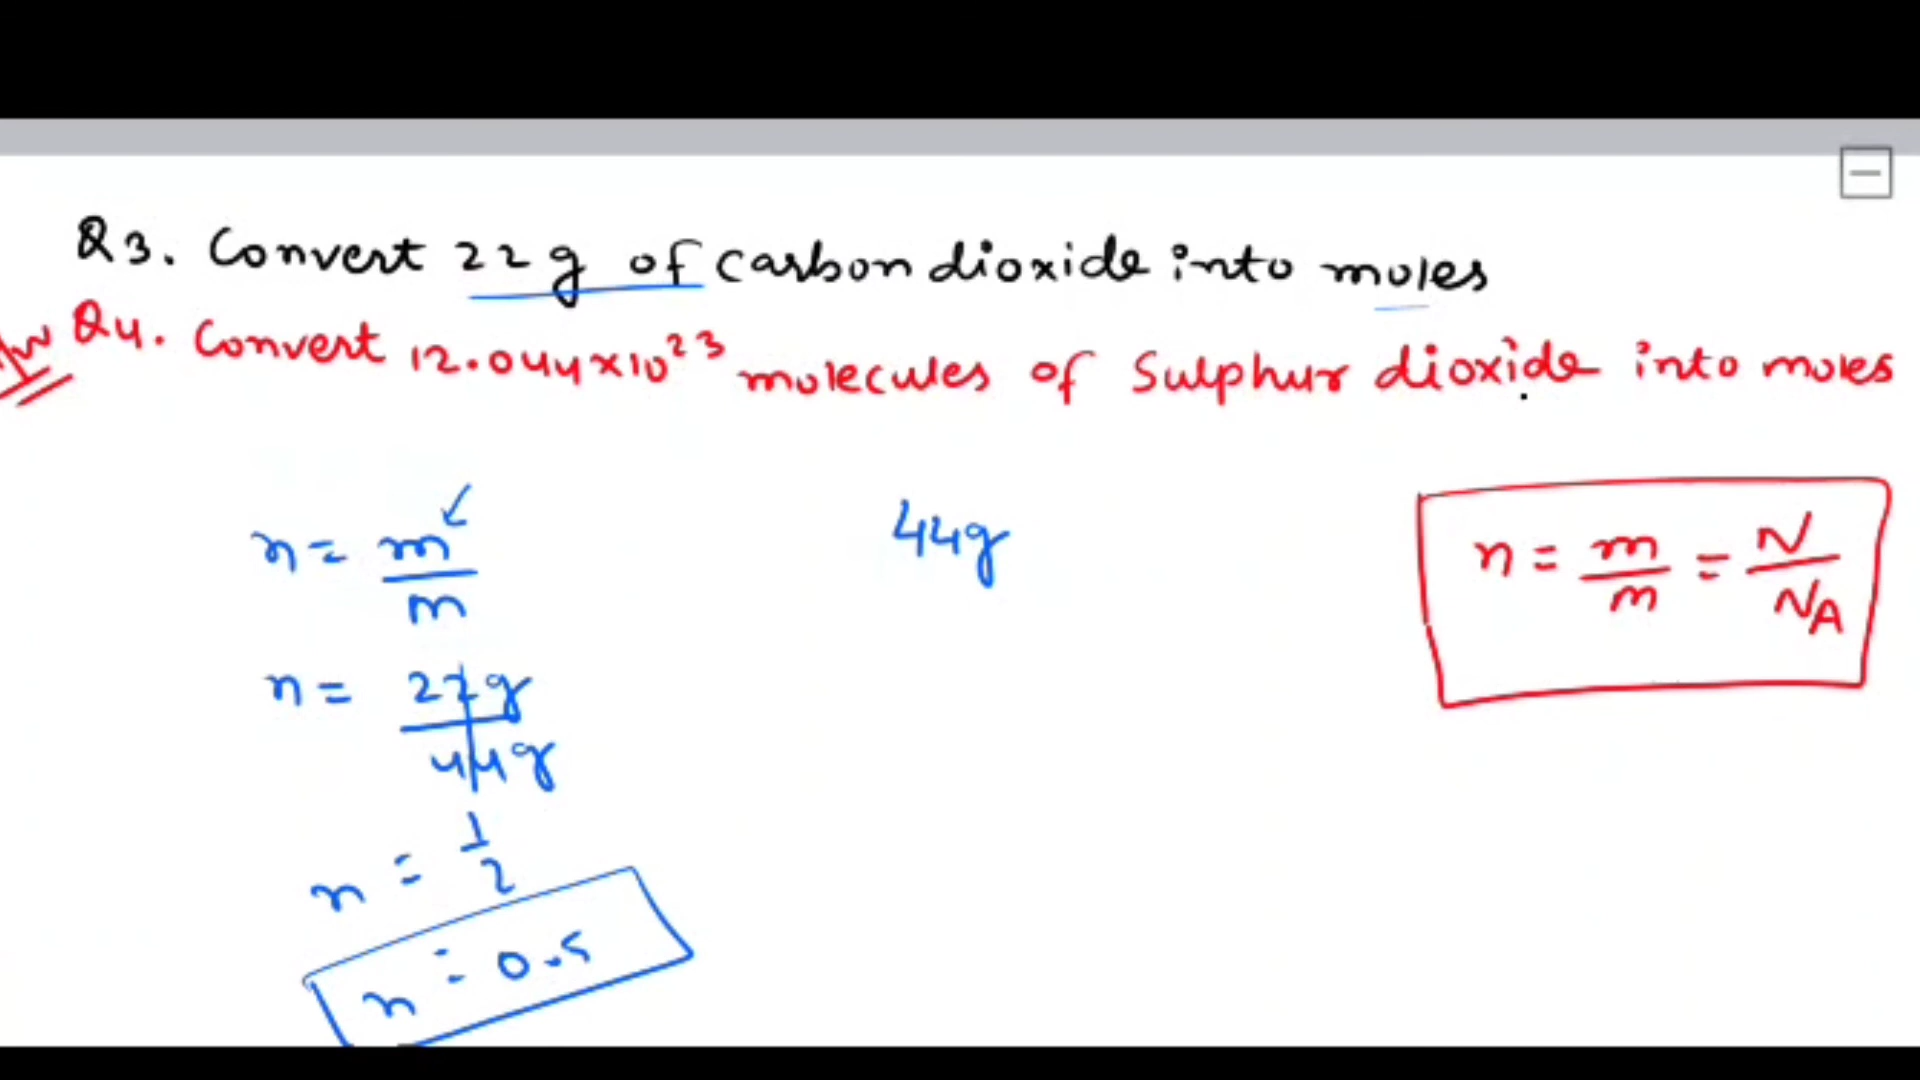 Q3. Convert 22g of carbon dioxide into moles
HW Q4. Convert 12.044×10²³ molecules of Sulphur dioxide into moles
n = m/m
44g
n = m/m = N/NA
n = 22g/44g
n = 1/2
n = 0.5